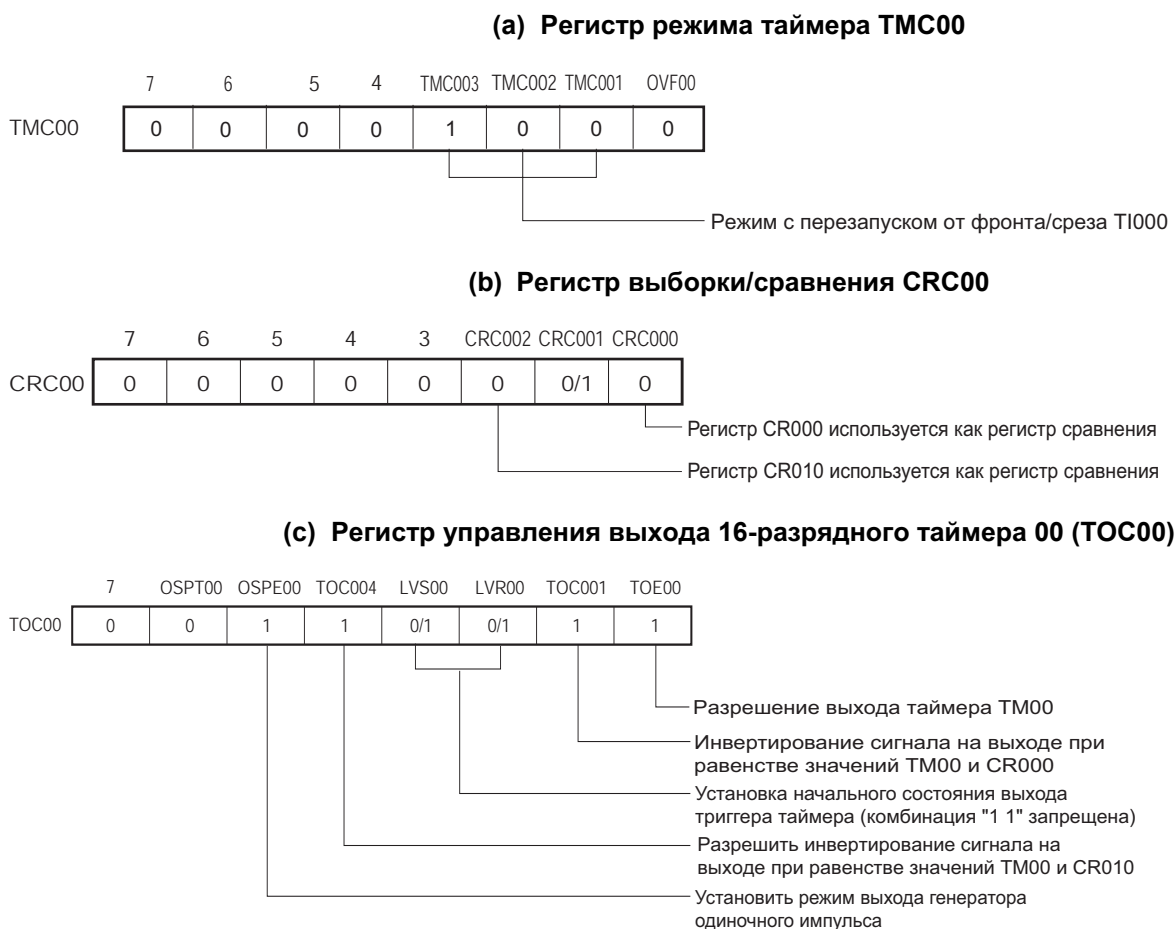 (a) Регистр режима таймера TMC00
7 6 5 4 TMC003 TMC002 TMC001 OVF00
TMC00 0 0 0 0 1 0 0 0
Режим с перезапуском от фронта/среза TI000
(b) Регистр выборки/сравнения CRC00
7 6 5 4 3 CRC002 CRC001 CRC000
CRC00 0 0 0 0 0 0 0/1 0
Регистр CR000 используется как регистр сравнения
Регистр CR010 используется как регистр сравнения
(c) Регистр управления выхода 16-разрядного таймера 00 (TOC00)
7 OSPT00 OSPE00 TOC004 LVS00 LVR00 TOC001 TOE00
TOC00 0 0 1 1 0/1 0/1 1 1
Разрешение выхода таймера TM00
Инвертирование сигнала на выходе при
равенстве значений TM00 и CR000
Установка начального состояния выхода
триггера таймера (комбинация "1 1" запрещена)
Разрешить инвертирование сигнала на
выходе при равенстве значений TM00 и CR010
Установить режим выхода генератора
одиночного импульса